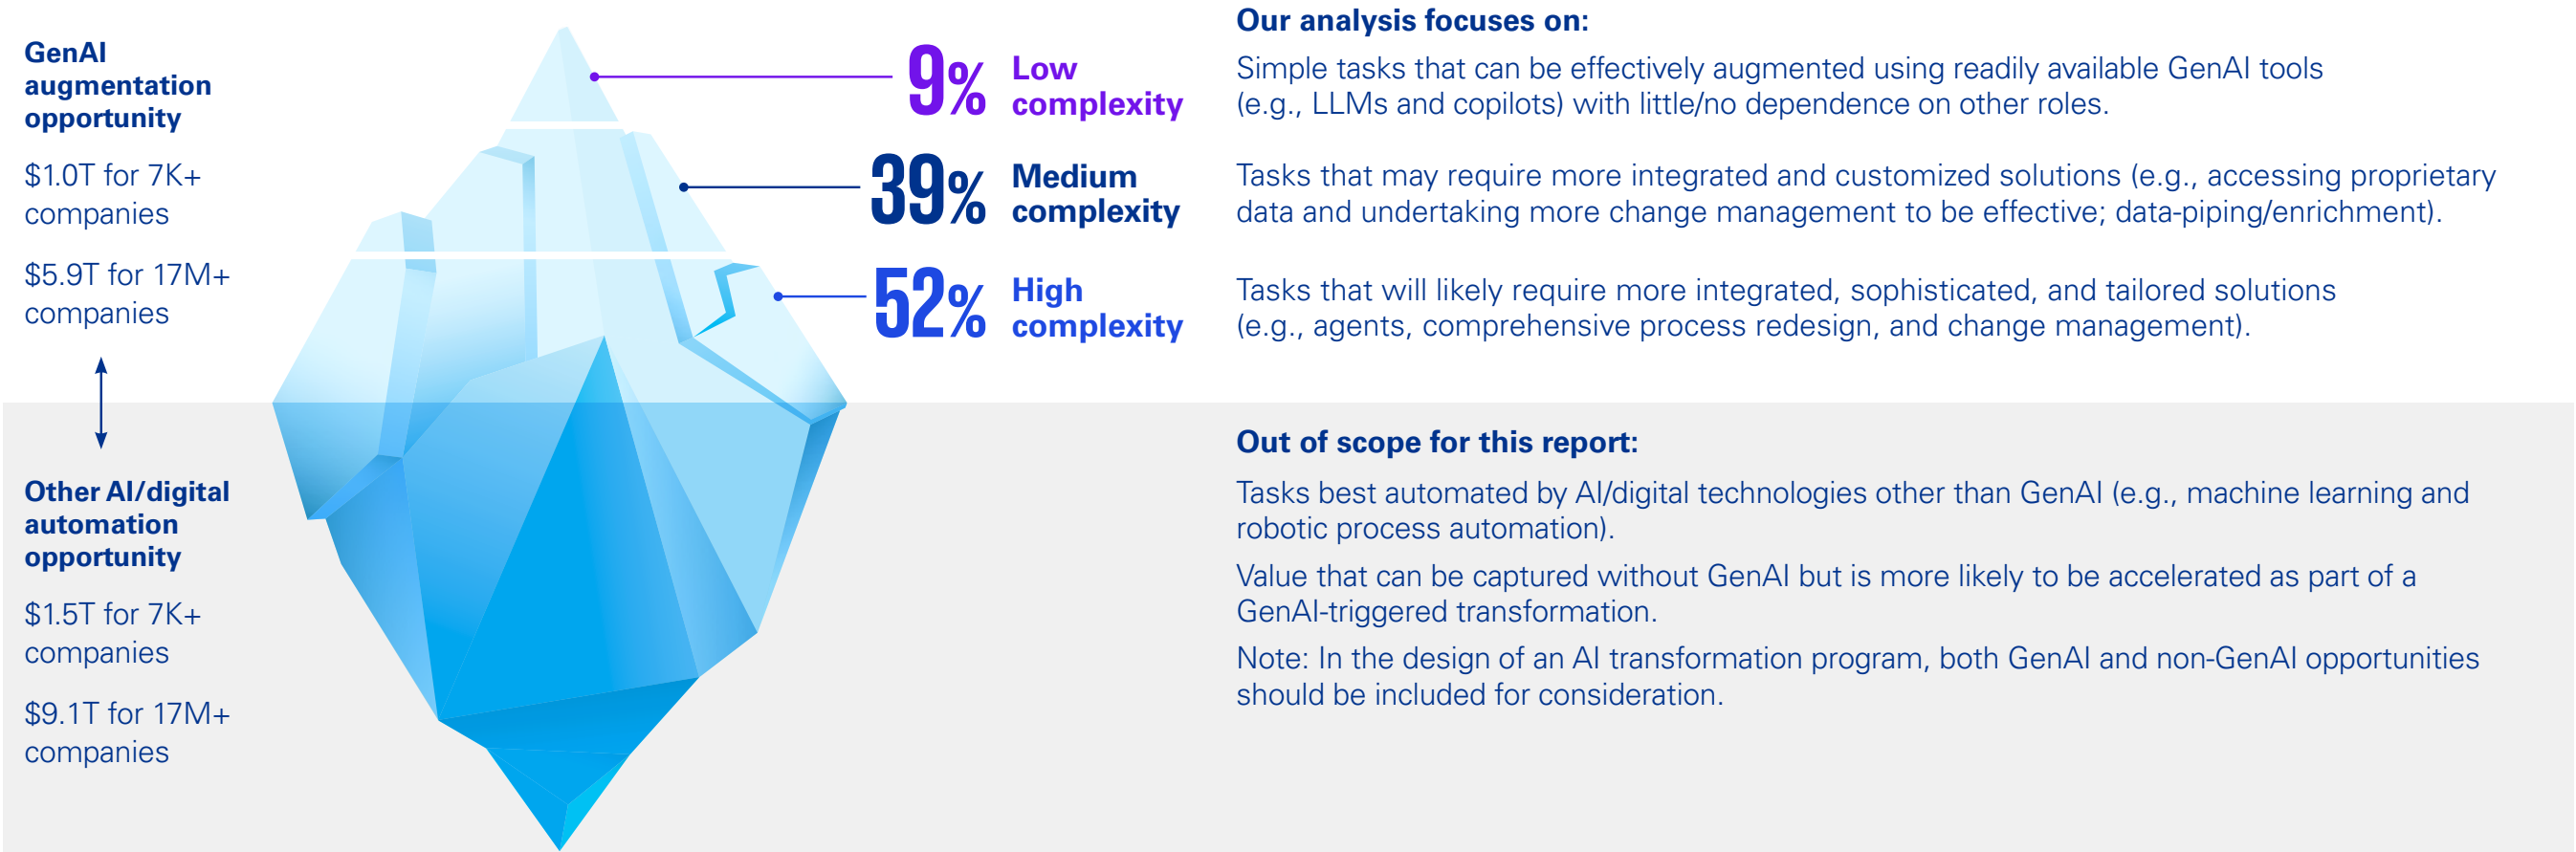 GenAI
augmentation
opportunity
$1.0T for 7K+
companies
$5.9T for 17M+
companies
Other AI/digital
automation
opportunity
$1.5T for 7K+
companies
$9.1T for 17M+
companies
9% Low
complexity
39% Medium
complexity
52% High
complexity
Our analysis focuses on:
Simple tasks that can be effectively augmented using readily available GenAI tools
(e.g., LLMs and copilots) with little/no dependence on other roles.
Tasks that may require more integrated and customized solutions (e.g., accessing proprietary
data and undertaking more change management to be effective; data-piping/enrichment).
Tasks that will likely require more integrated, sophisticated, and tailored solutions
(e.g., agents, comprehensive process redesign, and change management).
Out of scope for this report:
Tasks best automated by AI/digital technologies other than GenAI (e.g., machine learning and
robotic process automation).
Value that can be captured without GenAI but is more likely to be accelerated as part of a
GenAI-triggered transformation.
Note: In the design of an AI transformation program, both GenAI and non-GenAI opportunities
should be included for consideration.